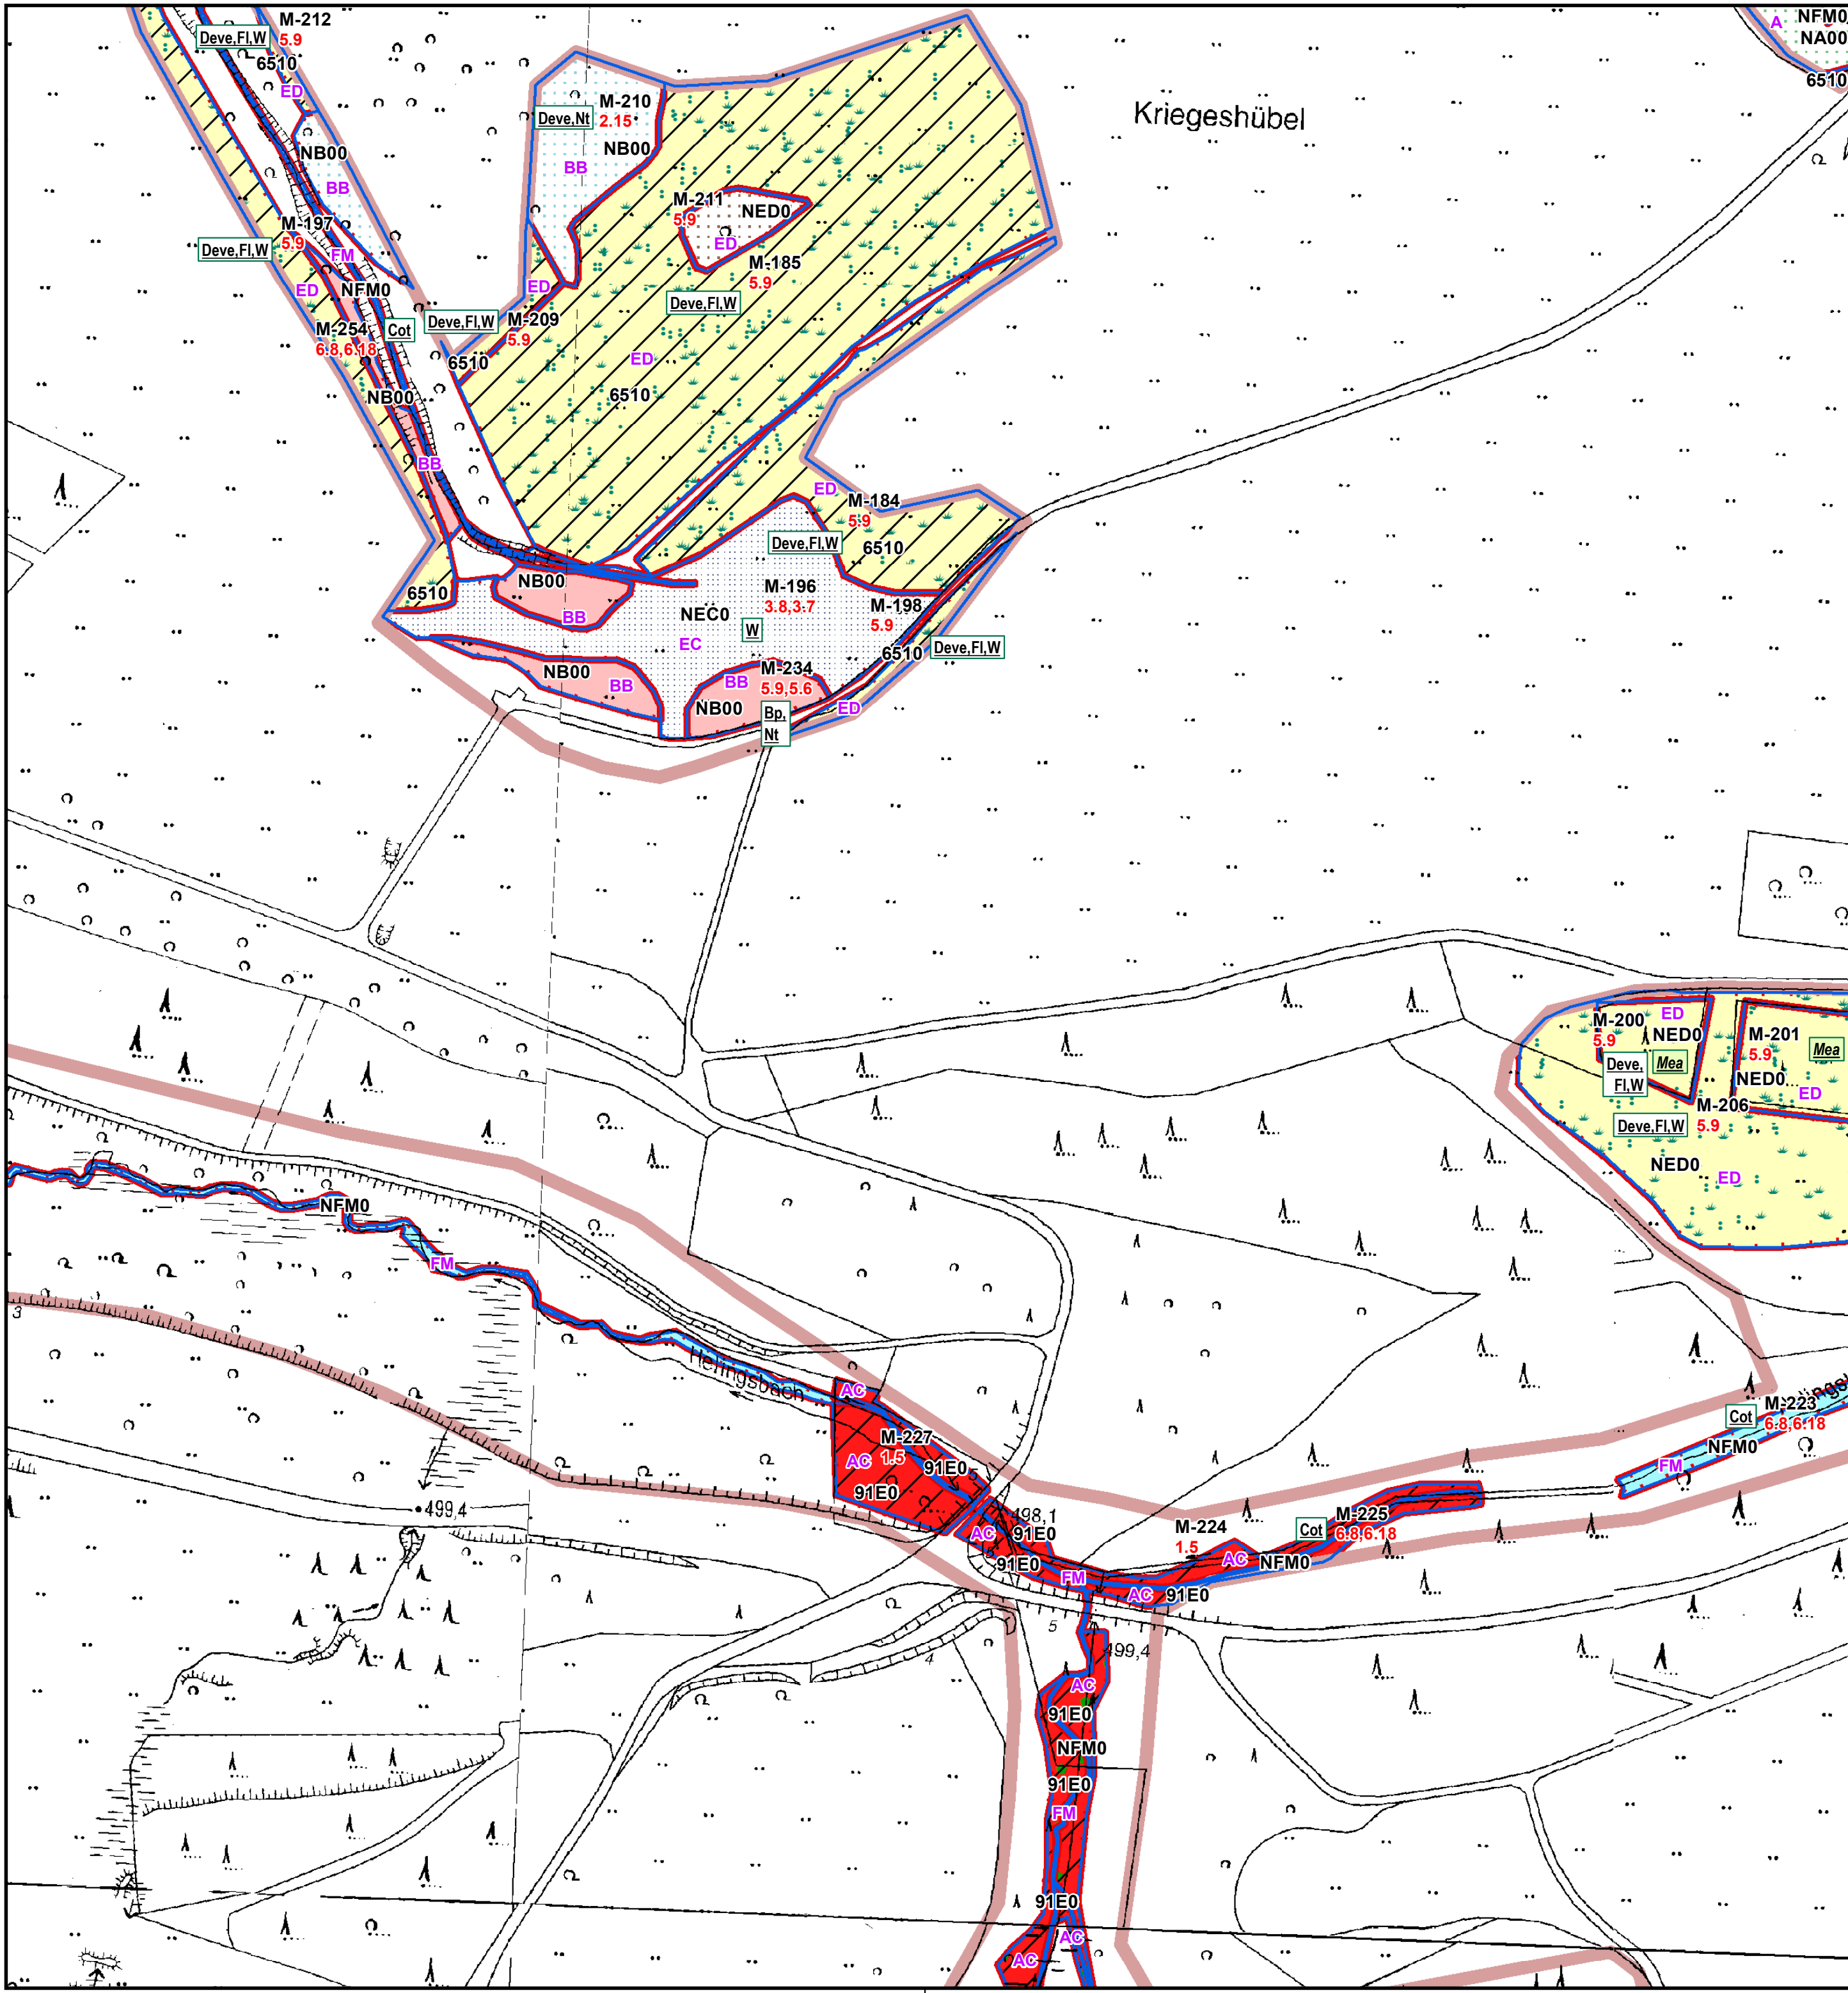 M-212
Deve,Fl,W 5.9
6510
ED
NB00
BB
M-197
5.9
Deve,Fl,W
FM
ED
NFM0
M-254
Cot
6.8,6.18
NB00
BB
M-210
Deve,Nt 2.15
NB00
BB
M-211
5.9
NED0
ED
M-185
5.9
Deve,Fl,W
ED
M-209
Deve,Fl,W
5.9
6510
ED
6510
Kriegeshübel
A
NFM0
NA00
6510
ED
M-184
5.9
Deve,Fl,W
6510
NB00
BB
6510
M-196
3.8,3.7
NEC0
W
EC
M-198
5.9
6510
Deve,Fl,W
NB00
BB
M-234
BB
5.9,5.6
NB00
Bp,
Nt
ED
M-200
5.9
ED
NED0
Deve,
Fl,W
Mea
M-201
5.9
Mea
NED0
ED
M-206
Deve,Fl,W 5.9
NED0
ED
NFM0
FM
3
Hellingsbach
AC
M-227
AC 1.5
91E0
91E0
5
499,4
498,1
AC
91E0
91E0
5
FM
M-224
1.5
AC
NFM0
Cot
M-225
6.8,6.18
AC
91E0
M-223
Cot
6.8,6.18
NFM0
FM
5
4
499,4
AC
91E0
NFM0
91E0
FM
91E0
AC
AC